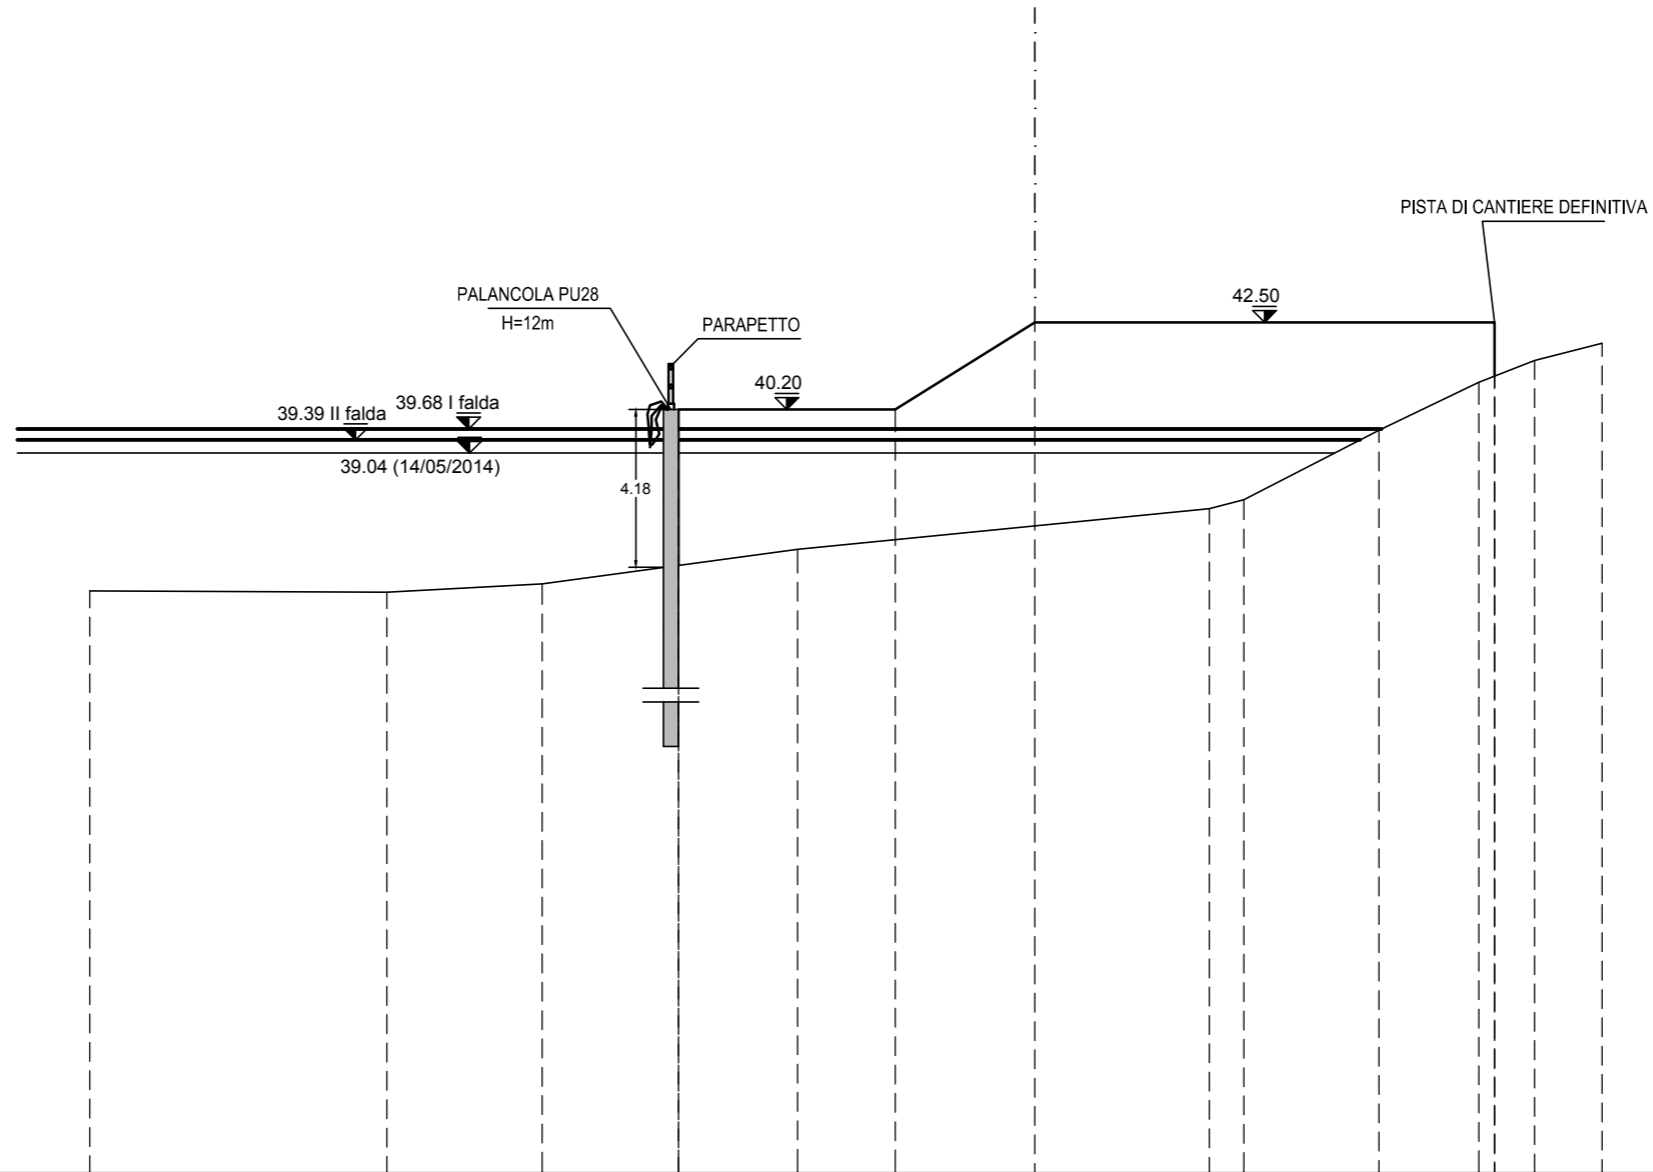 PISTA DI CANTIERE DEFINITIVA
PALANCOLA PU28
H=12m
42.50
PARAPETTO
40.20
39.68 I falda
39.39 II falda
39.04 (14/05/2014)
4.18